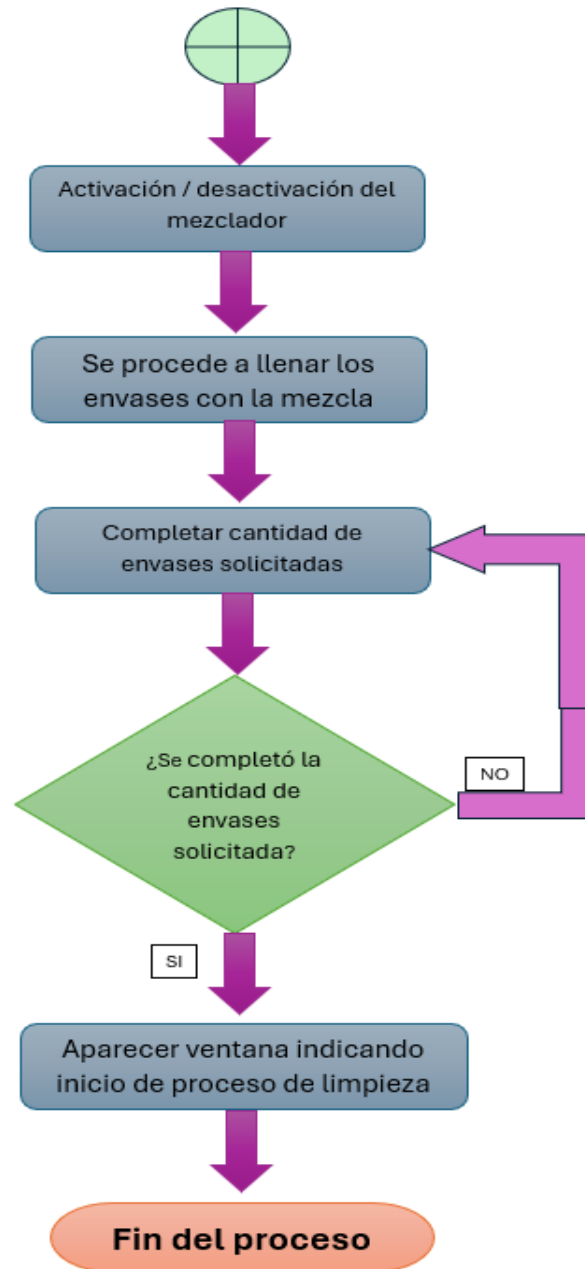 Activación / desactivación del
mezclador
Se procede a llenar los
envases con la mezcla
Completar cantidad de
envases solicitadas
¿Se completó la
cantidad de
envases
solicitada?
NO
SI
Aparecer ventana indicando
inicio de proceso de limpieza
Fin del proceso